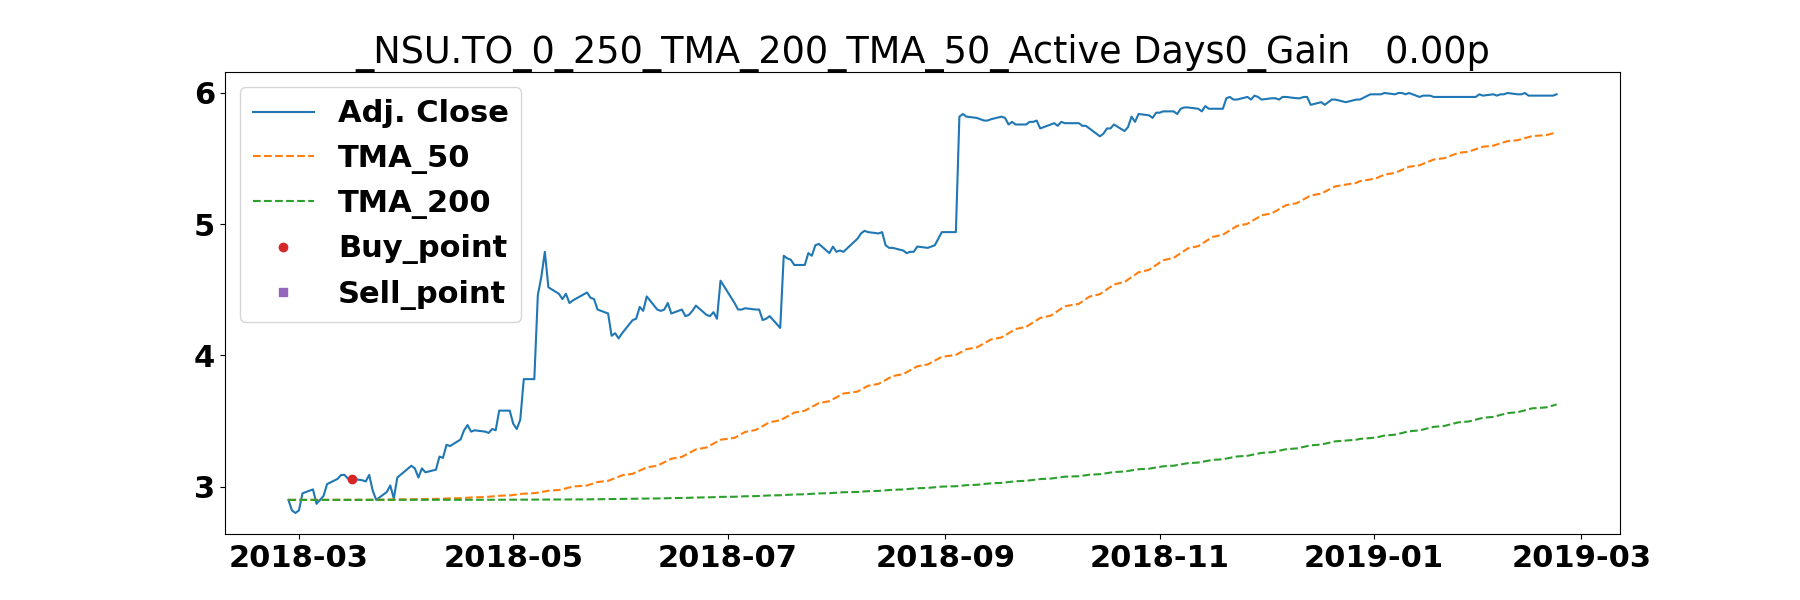 _NSU.TO_0_250_TMA_200_TMA_50_Active Days0_Gain   0.00p
6
5
4
3
Adj. Close
TMA_50
TMA_200
Buy_point
Sell_point
2018-03 2018-05 2018-07 2018-09 2018-11 2019-01 2019-03